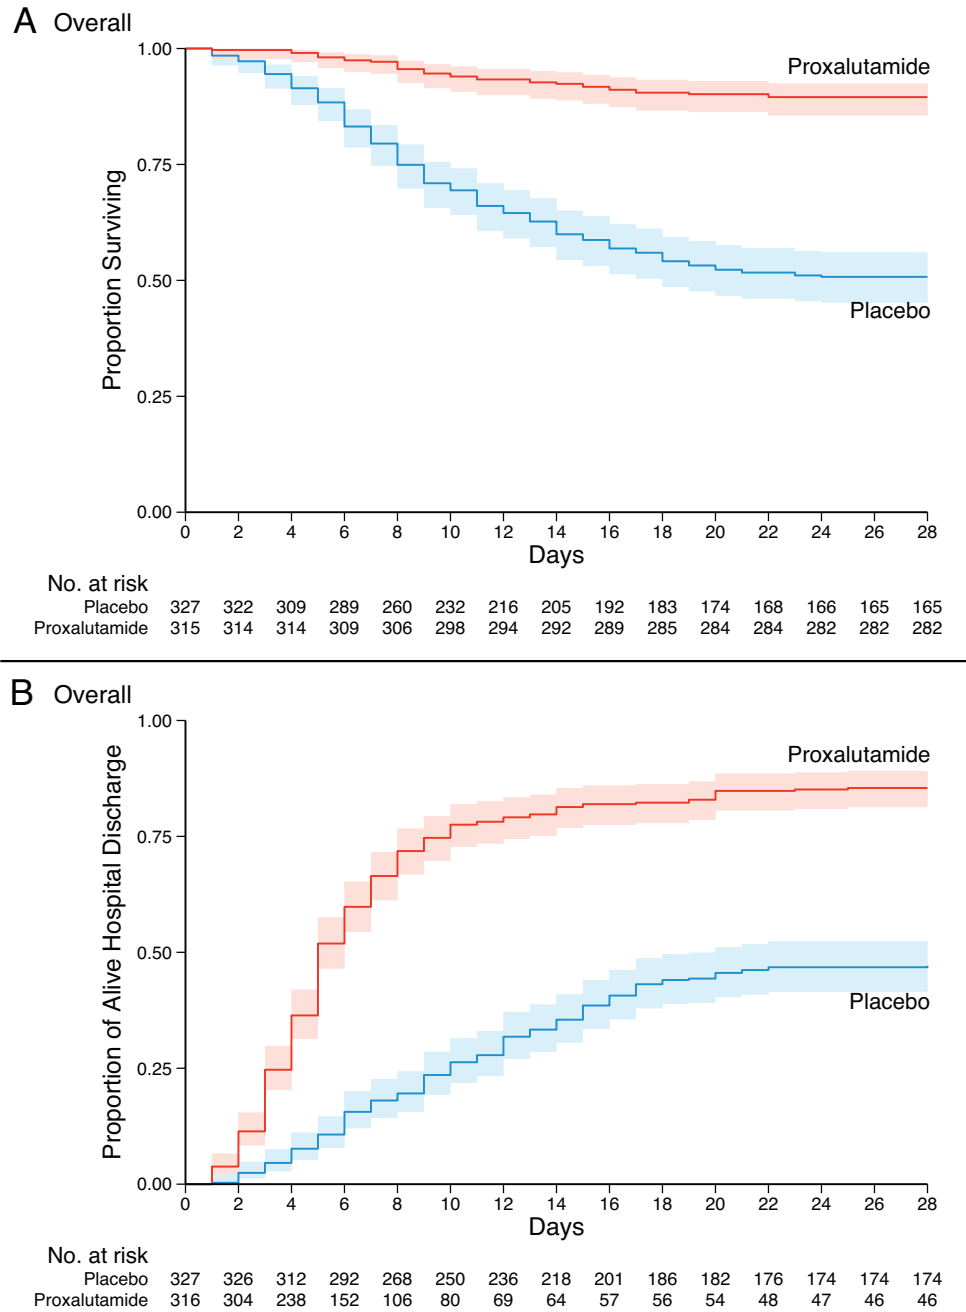 A Overall
1.00
Proxalutamide
0.75
Proportion Surviving
0.50
Placebo
0.25
0.00
0 2 4 6 8 10 12 14 16 18 20 22 24 26 28
Days
No. at risk
Placebo 327 322 309 289 260 232 216 205 192 183 174 168 166 165 165
Proxalutamide 315 314 314 309 306 298 294 292 289 285 284 284 282 282 282
B Overall
1.00
Proxalutamide
0.75
Proportion of Alive Hospital Discharge
0.50
Placebo
0.25
0.00
0 2 4 6 8 10 12 14 16 18 20 22 24 26 28
Days
No. at risk
Placebo 327 326 312 292 268 250 236 218 201 186 182 176 174 174 174
Proxalutamide 316 304 238 152 106 80 69 64 57 56 54 48 47 46 46